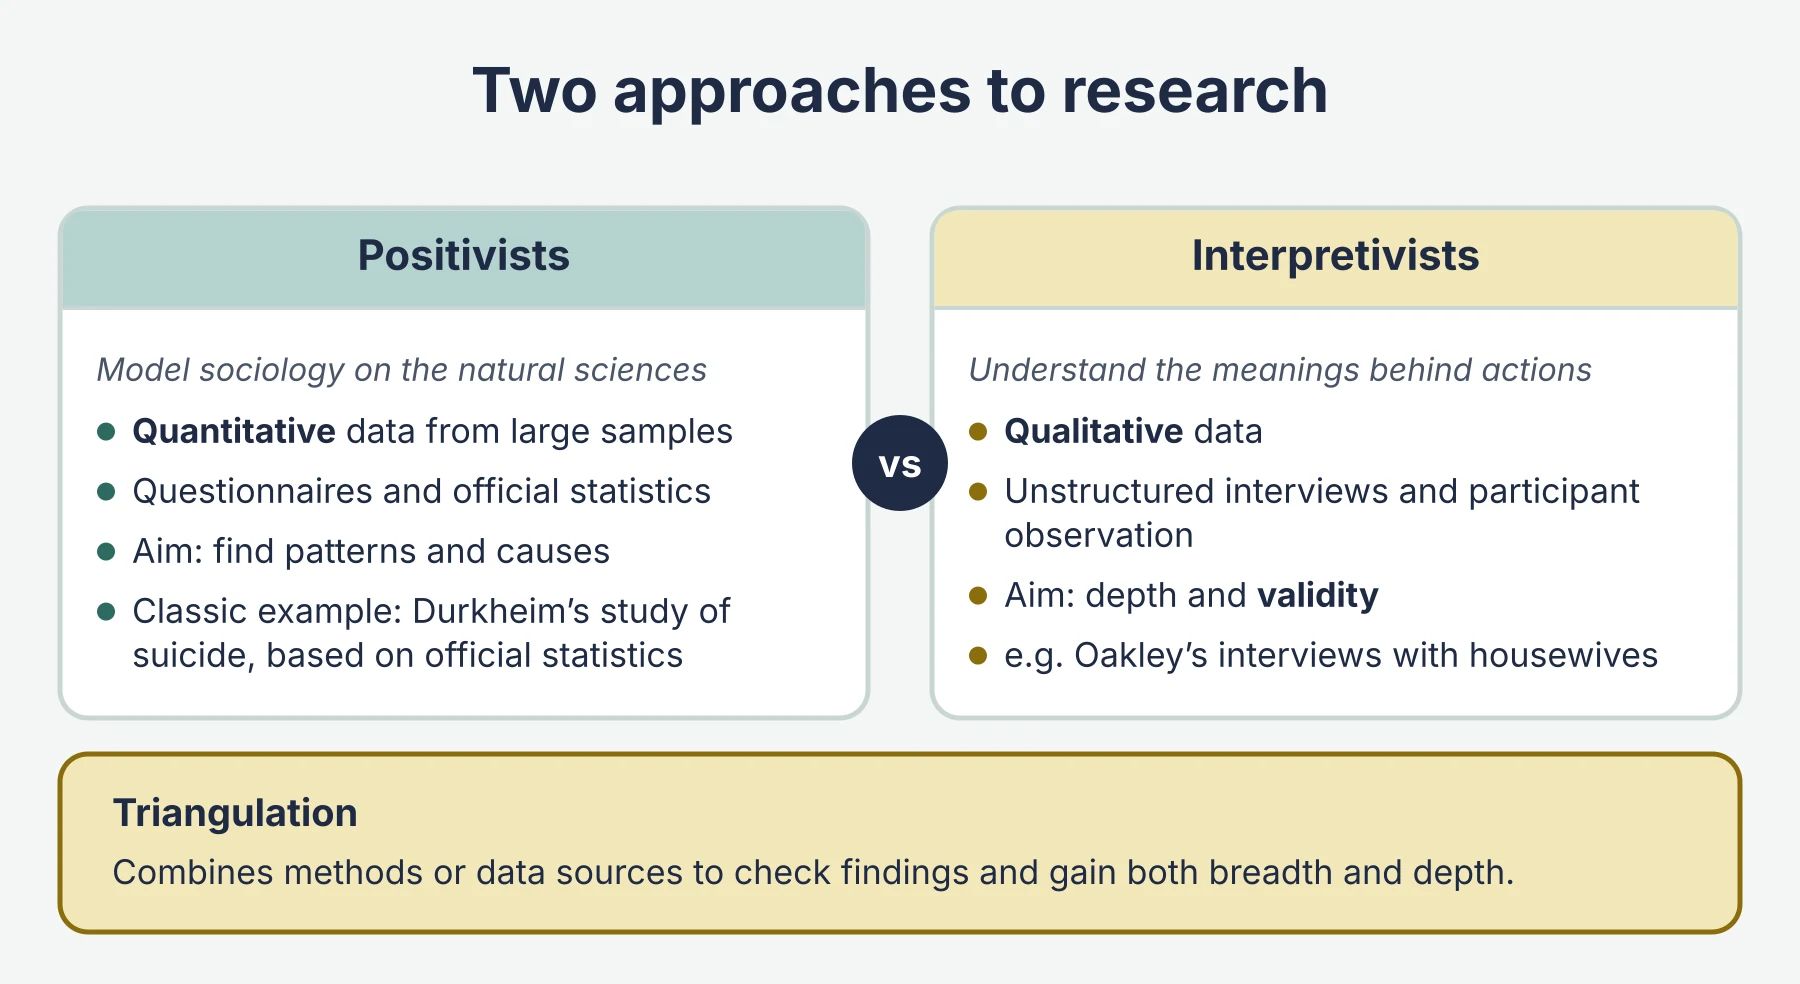 Two approaches to research
Positivists
Model sociology on the natural sciences
Quantitative data from large samples
Questionnaires and official statistics
Aim: find patterns and causes
Classic example: Durkheim’s study of
suicide, based on official statistics
vs
Interpretivists
Understand the meanings behind actions
Qualitative data
Unstructured interviews and participant
observation
Aim: depth and validity
e.g. Oakley’s interviews with housewives
Triangulation
Combines methods or data sources to check findings and gain both breadth and depth.